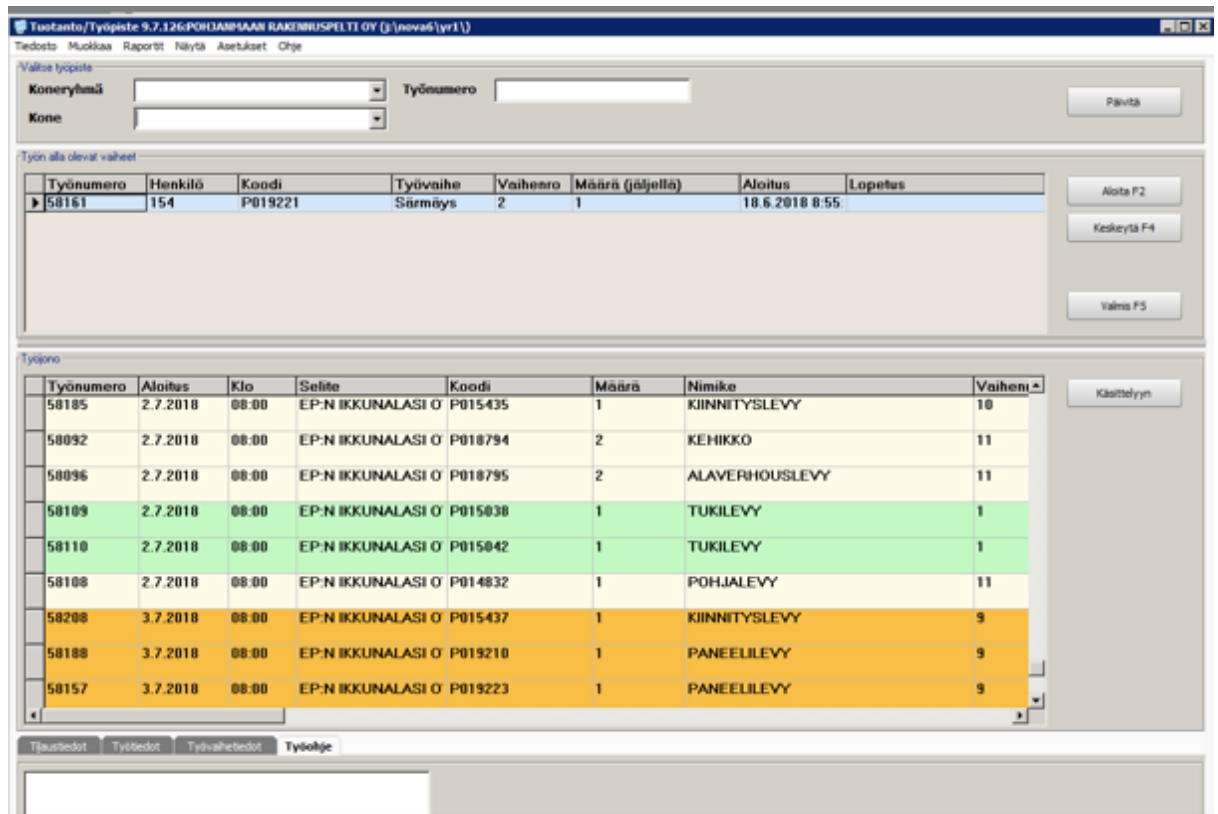 Tuotanto/Työpiste 9.7.126:POHJANMAAN RAKENNUSPELTI OY (j:\nova6\yr1\)
Tiedosto Muokkaa Raportit Näytä Asetukset Ohje
Valitse työpiste
Koneryhmä Työnumero
Päivitä
Kone
Työn alla olevat vaiheet
Työnumero Henkilö Koodi Työvaihe Vaihenro Määrä (jäljellä) Aloitus Lopetus
58161 154 P019221 Särmäys 2 1 18.6.2018 8:55:
Aloita F2
Keskeytä F4
Valmis F5
Työjono
Työnumero Aloitus Klo Selite Koodi Määrä Nimike Vaihenr
Käsittelyyn
58185 2.7.2018 08:00 EP:N IKKUNALASI O P015435 1 KIINNITYSLEVY 10
58092 2.7.2018 08:00 EP:N IKKUNALASI O P018794 2 KEHIKKO 11
58096 2.7.2018 08:00 EP:N IKKUNALASI O P018795 2 ALAVERHOUSLEVY 11
58109 2.7.2018 08:00 EP:N IKKUNALASI O P015038 1 TUKILEVY 1
58110 2.7.2018 08:00 EP:N IKKUNALASI O P015042 1 TUKILEVY 1
58108 2.7.2018 08:00 EP:N IKKUNALASI O P014832 1 POHJALEVY 11
58208 3.7.2018 08:00 EP:N IKKUNALASI O P015437 1 KIINNITYSLEVY 9
58188 3.7.2018 08:00 EP:N IKKUNALASI O P019210 1 PANEELILEVY 9
58157 3.7.2018 08:00 EP:N IKKUNALASI O P019223 1 PANEELILEVY 9
Tilaustiedot Työtiedot Työvaihetiedot Työohje